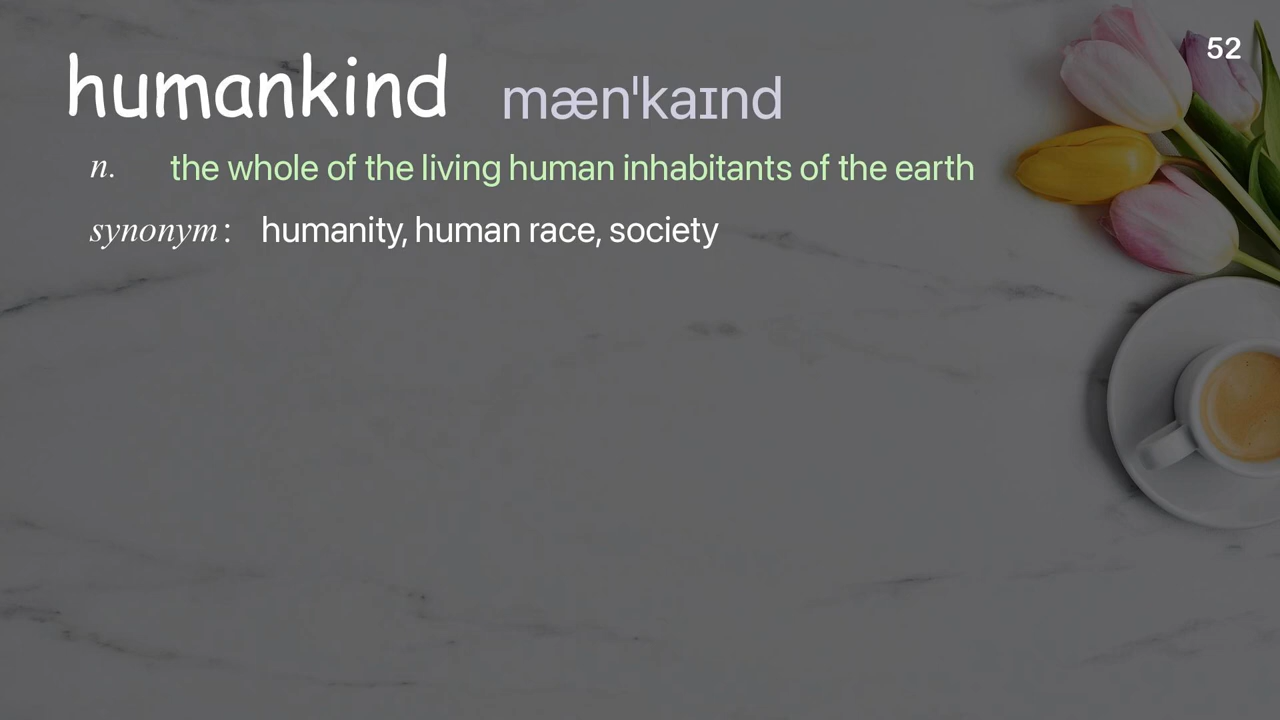 52
humankind mæn'kaɪnd
n. the whole of the living human inhabitants of the earth
synonym: humanity, human race, society